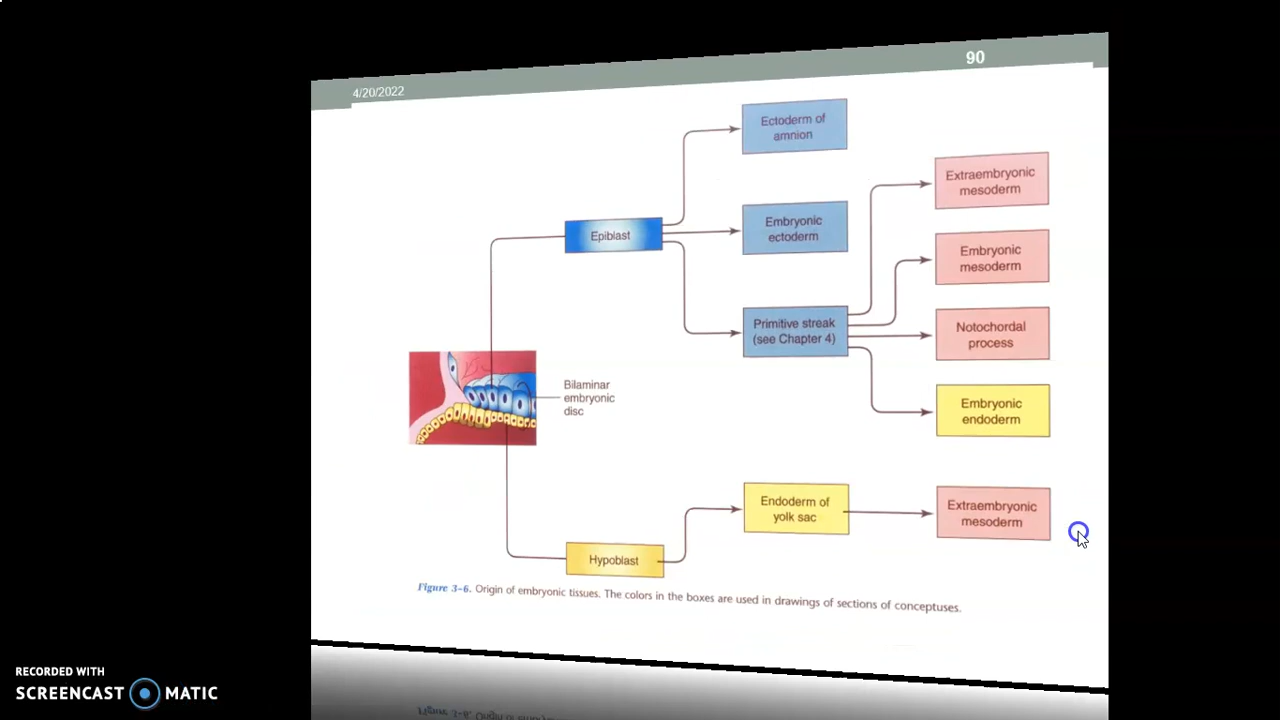 4/20/2022
90
Ectoderm of
amnion
Extraembryonic
mesoderm
Epiblast
Embryonic
ectoderm
Embryonic
mesoderm
Primitive streak
(see Chapter 4)
Notochordal
process
Bilaminar
embryonic
disc
Embryonic
endoderm
Endoderm of
yolk sac
Extraembryonic
mesoderm
Hypoblast
Figure 3–6. Origin of embryonic tissues. The colors in the boxes are used in drawings of sections of conceptuses.
RECORDED WITH
SCREENCAST MATIC